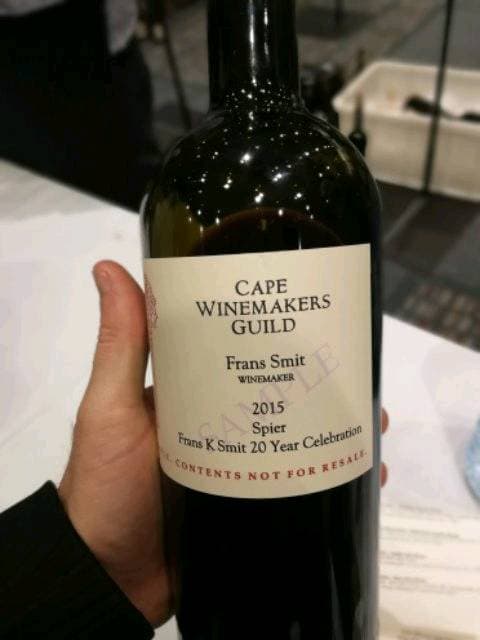 CAPE
WINEMAKERS
GUILD
Frans Smit
WINEMAKER
SAMPLE
2015
Spier
Frans K Smit 20 Year Celebration
CONTENTS NOT FOR RESALE.